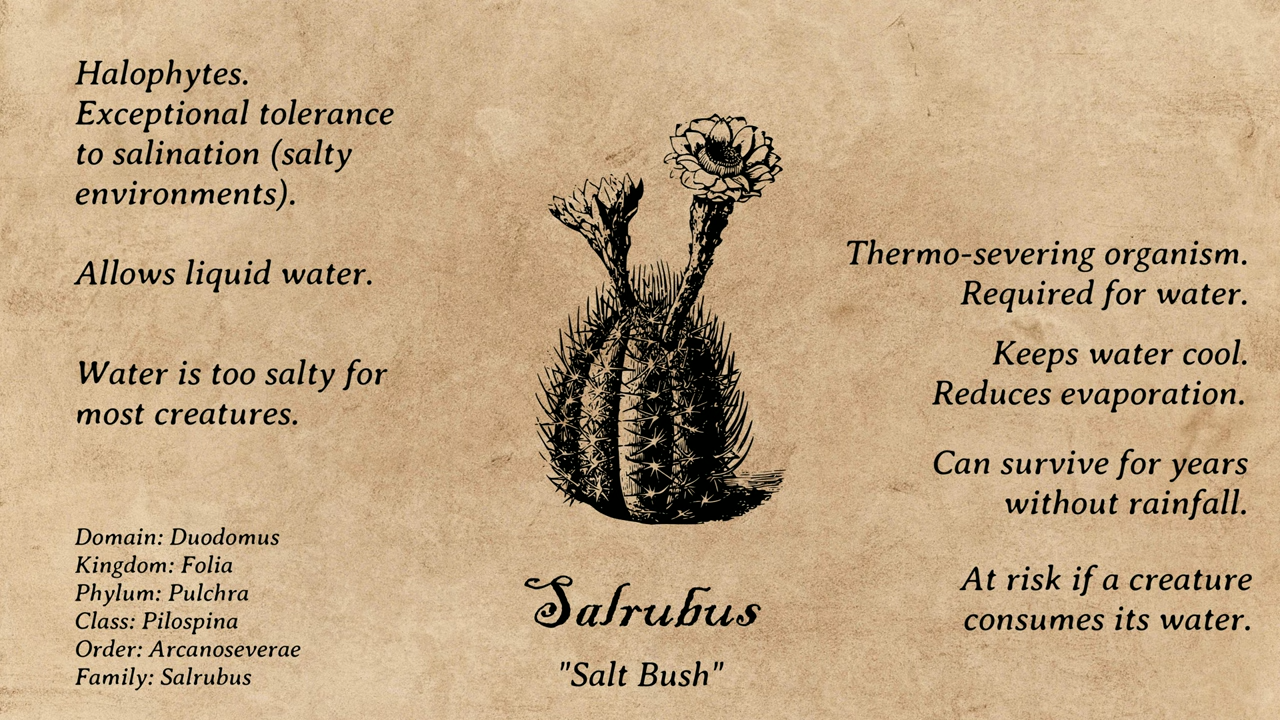 Halophytes.
Exceptional tolerance
to salination (salty
environments).
Allows liquid water.
Water is too salty for
most creatures.
Domain: Duodomus
Kingdom: Folia
Phylum: Pulchra
Class: Pilospina
Order: Arcanoseverae
Family: Salrubus
Salrubus
"Salt Bush"
Thermo-severing organism.
Required for water.
Keeps water cool.
Reduces evaporation.
Can survive for years
without rainfall.
At risk if a creature
consumes its water.